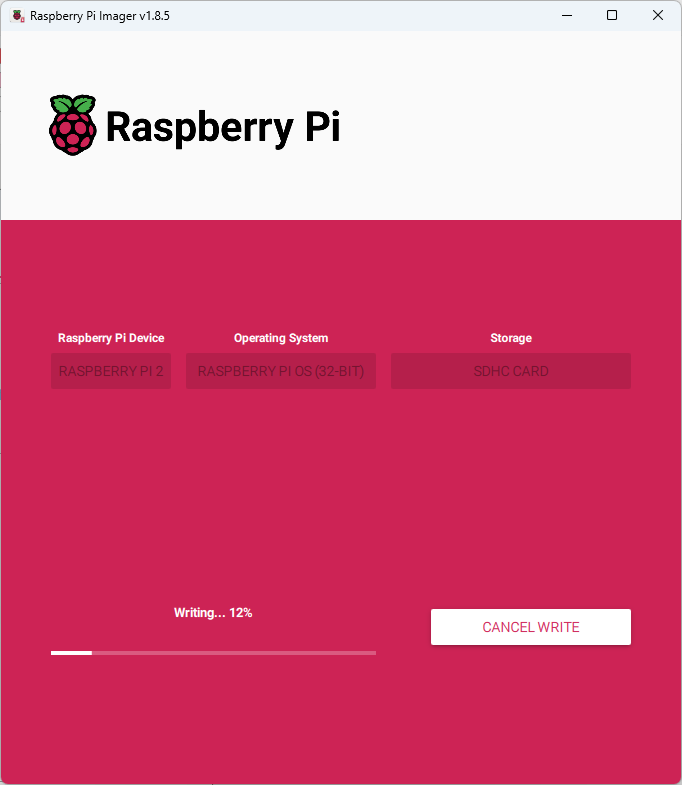 Raspberry Pi Imager v1.8.5
Raspberry Pi
Raspberry Pi Device
Operating System
Storage
RASPBERRY PI 2
RASPBERRY PI OS (32-BIT)
SDHC CARD
Writing... 12%
CANCEL WRITE